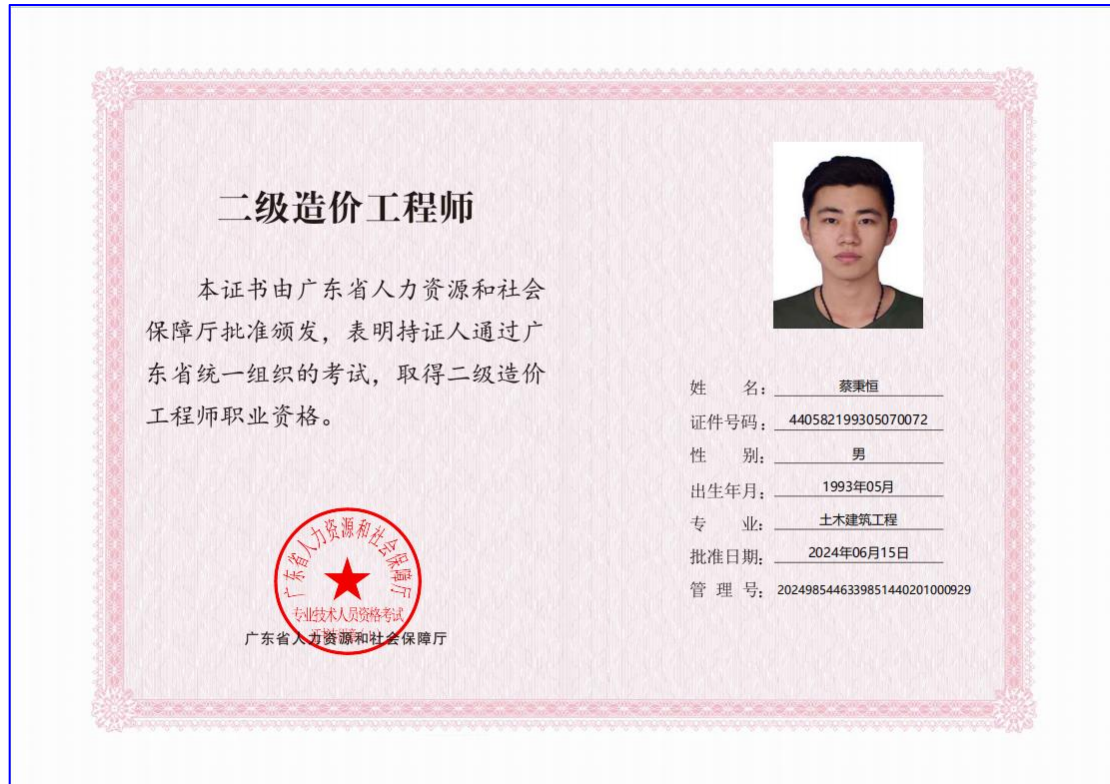 二级造价工程师
本证书由广东省人力资源和社会
保障厅批准颁发，表明持证人通过广
东省统一组织的考试，取得二级造价
工程师职业资格。
广东省人力资源和社会保障厅
专业技术人员资格考试
广东省人力资源和社会保障厅
姓 名：蔡秉恒
证件号码：440582199305070072
性 别：男
出生年月：1993年05月
专 业：土木建筑工程
批准日期：2024年06月15日
管 理 号：2024985446339851440201000929